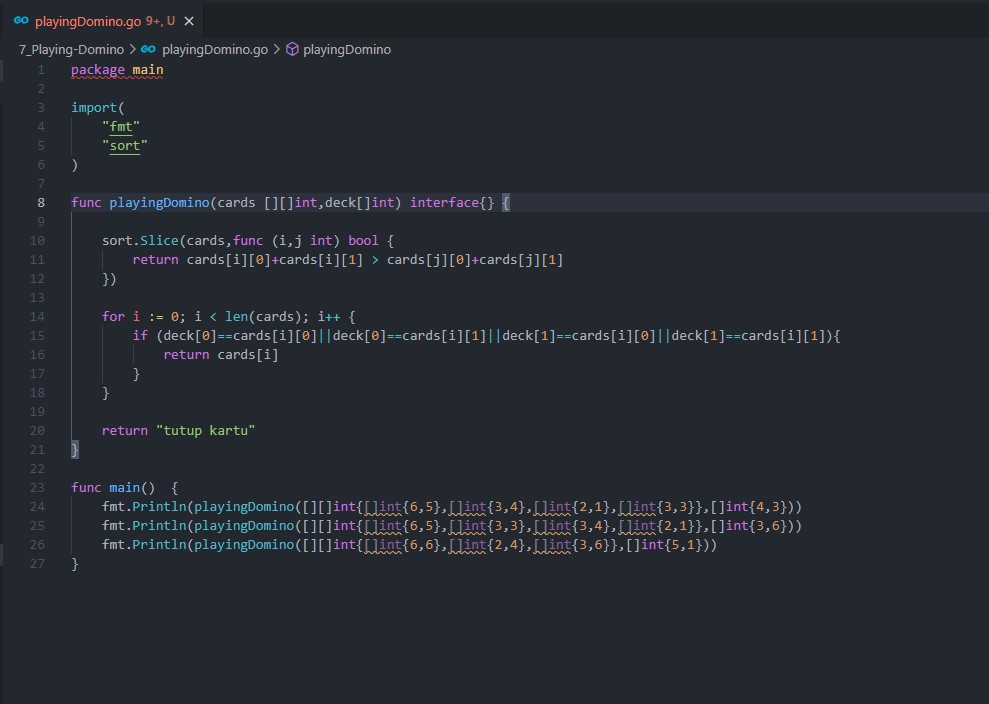 playingDomino.go 9+, U
7_Playing-Domino > playingDomino.go > playingDomino
1 package main
2
3 import(
4     "fmt"
5     "sort"
6 )
7
8 func playingDomino(cards [][]int,deck[]int) interface{} {
9
10     sort.Slice(cards,func (i,j int) bool {
11         return cards[i][0]+cards[i][1] > cards[j][0]+cards[j][1]
12     })
13
14     for i := 0; i < len(cards); i++ {
15         if (deck[0]==cards[i][0]||deck[0]==cards[i][1]||deck[1]==cards[i][0]||deck[1]==cards[i][1]){
16             return cards[i]
17         }
18     }
19
20     return "tutup kartu"
21 }
22
23 func main()  {
24     fmt.Println(playingDomino([][]int{[]int{6,5},[]int{3,4},[]int{2,1},[]int{3,3}},[]int{4,3}))
25     fmt.Println(playingDomino([][]int{[]int{6,5},[]int{3,3},[]int{3,4},[]int{2,1}},[]int{3,6}))
26     fmt.Println(playingDomino([][]int{[]int{6,6},[]int{2,4},[]int{3,6}},[]int{5,1}))
27 }